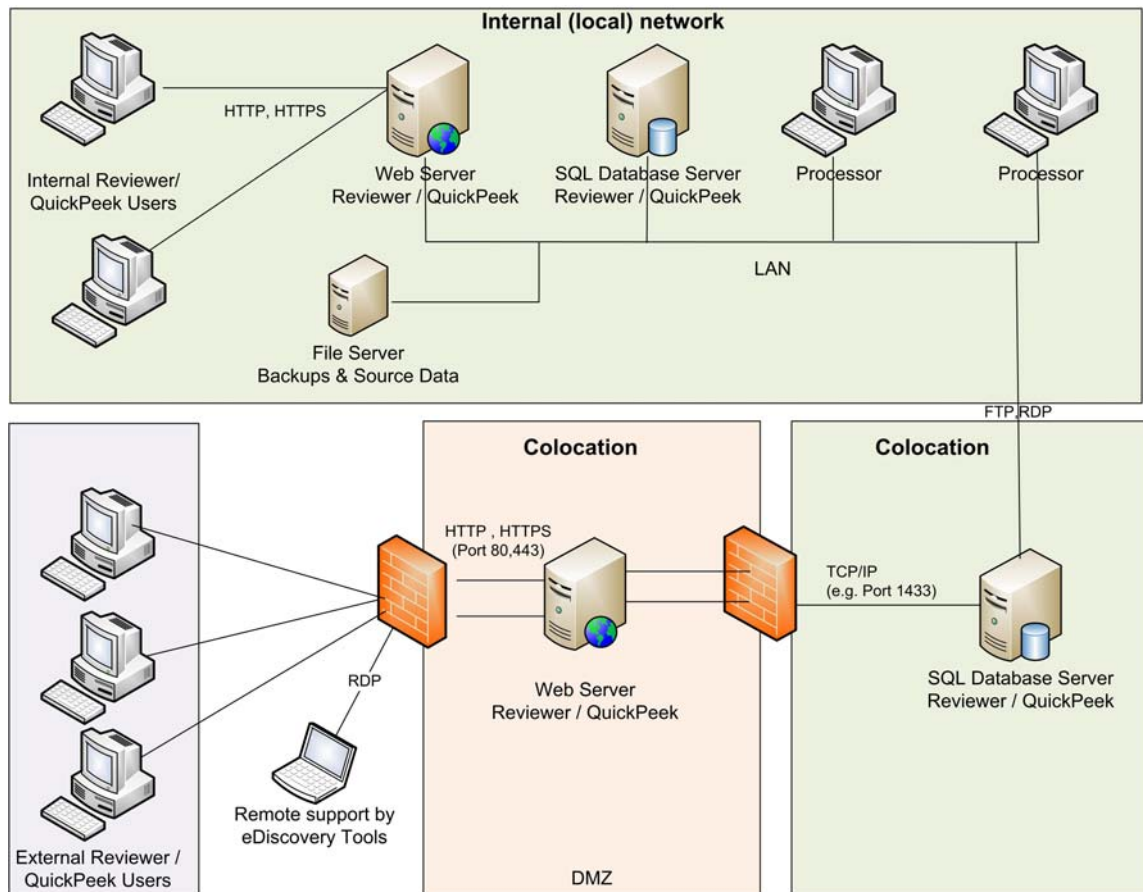 Internal (local) network
HTTP, HTTPS
Internal Reviewer/
QuickPeek Users
Web Server
Reviewer / QuickPeek
SQL Database Server
Reviewer / QuickPeek
Processor
Processor
LAN
File Server
Backups & Source Data
FTP,RDP
Colocation
Colocation
HTTP , HTTPS
(Port 80,443)
TCP/IP
(e.g. Port 1433)
RDP
Web Server
Reviewer / QuickPeek
SQL Database Server
Reviewer / QuickPeek
Remote support by
eDiscovery Tools
External Reviewer /
QuickPeek Users
DMZ